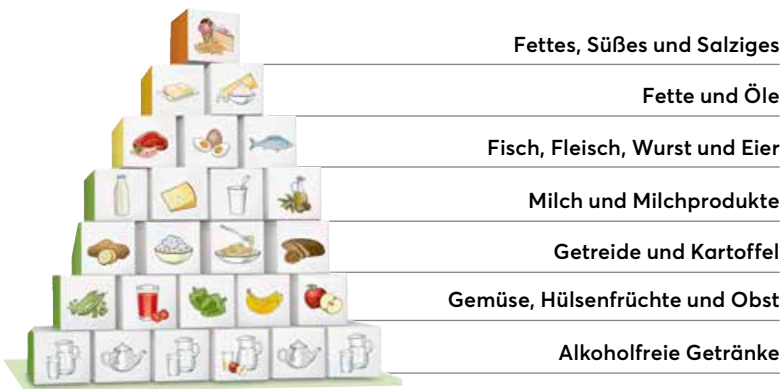 Fettes, Süßes und Salziges
Fette und Öle
Fisch, Fleisch, Wurst und Eier
Milch und Milchprodukte
Getreide und Kartoffel
Gemüse, Hülsenfrüchte und Obst
Alkoholfreie Getränke